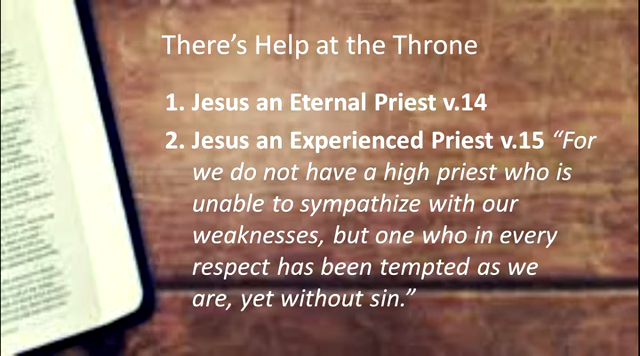 There’s Help at the Throne
1. Jesus an Eternal Priest v.14
2. Jesus an Experienced Priest v.15 “For
we do not have a high priest who is
unable to sympathize with our
weaknesses, but one who in every
respect has been tempted as we
are, yet without sin.”